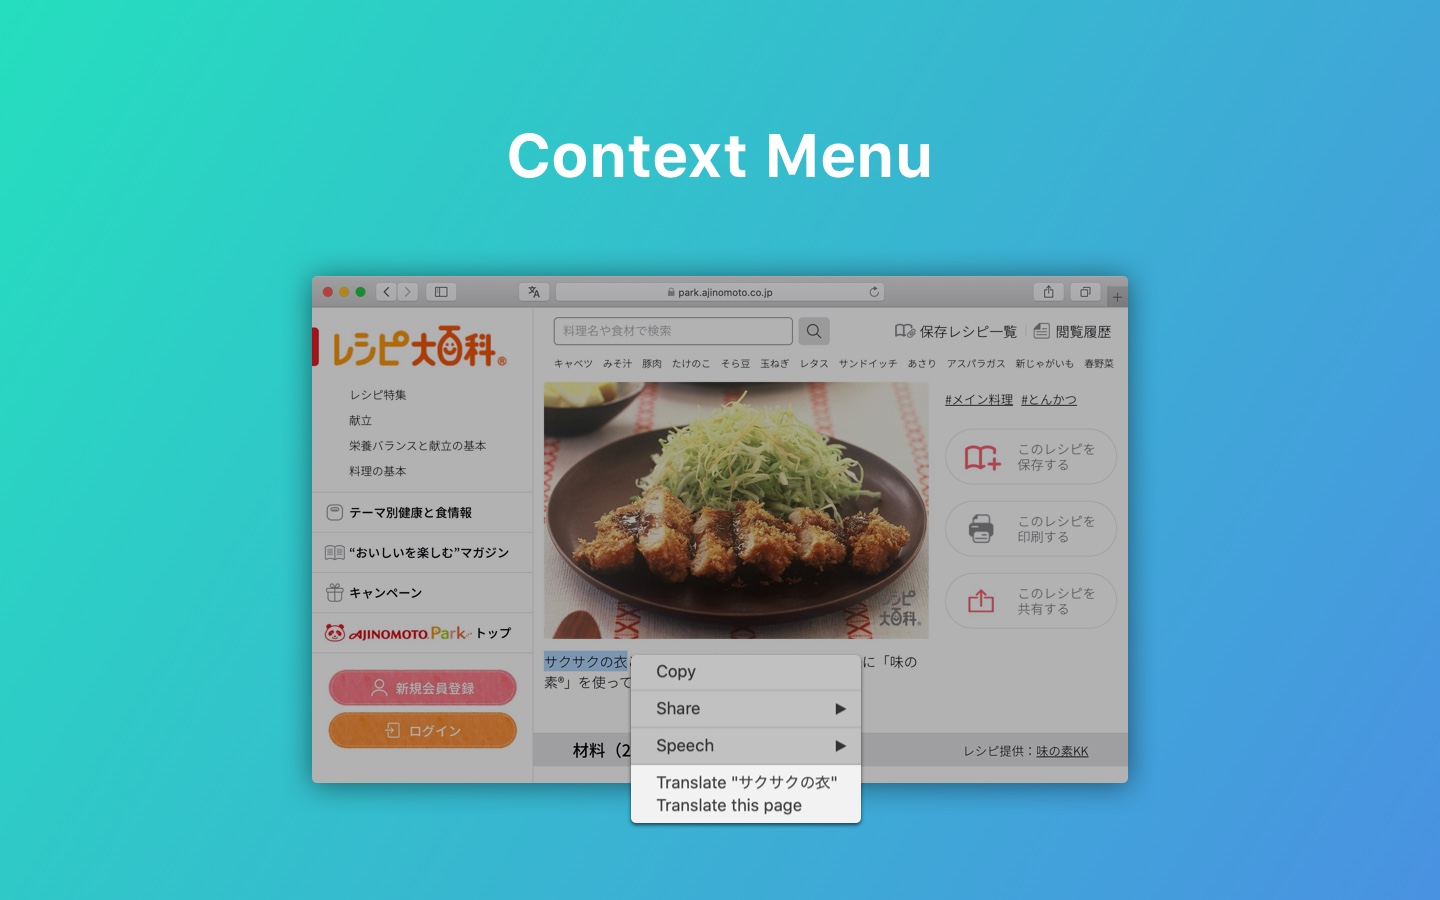 Context Menu
park.ajinomoto.co.jp
レシピ大百科®
料理名や食材で検索
保存レシピ一覧
閲覧履歴
キャベツ みそ汁 豚肉 たけのこ そら豆 玉ねぎ レタス サンドイッチ あさり アスパラガス 新じゃがいも 春野菜
レシピ特集
献立
栄養バランスと献立の基本
料理の基本
テーマ別健康と食情報
“おいしいを楽しむ”マガジン
キャンペーン
AJINOMOTO Park トップ
新規会員登録
ログイン
レシピ
大百科®
#メイン料理 #とんかつ
このレシピを
保存する
このレシピを
印刷する
このレシピを
共有する
サクサクの衣 に「味の
素®」を使って
材料（2
レシピ提供：味の素KK
Copy
Share
Speech
Translate "サクサクの衣"
Translate this page